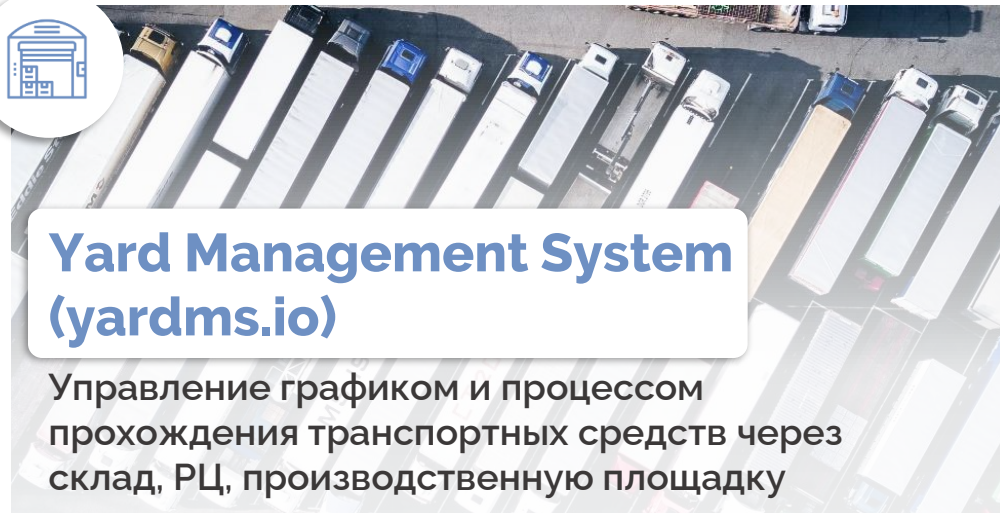 Yard Management System
(yardms.io)
Управление графиком и процессом
прохождения транспортных средств через
склад, РЦ, производственную площадку